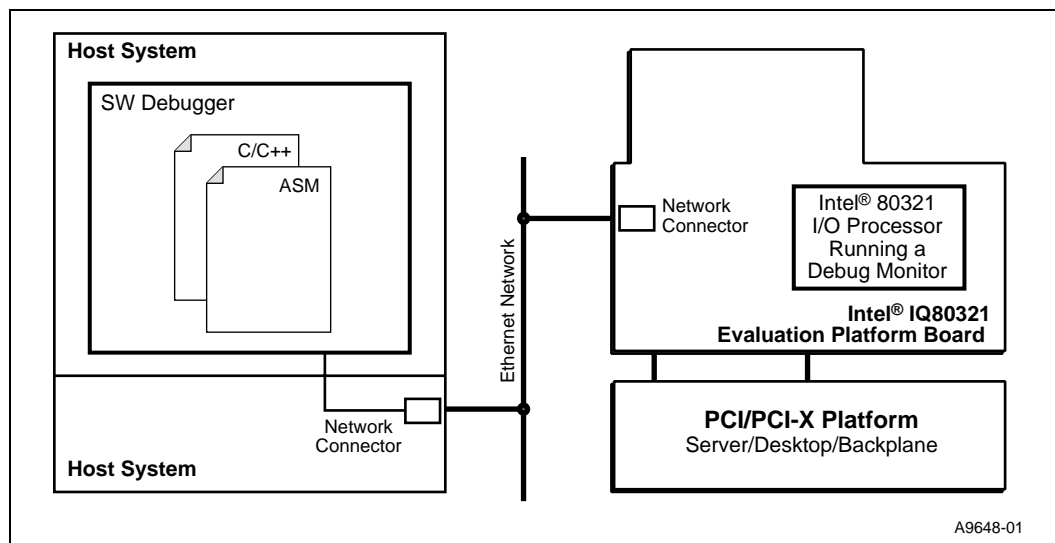 Host System
SW Debugger
C/C++
ASM
Network
Connector
Host System
Ethernet Network
Network
Connector
Intel® 80321
I/O Processor
Running a
Debug Monitor
Intel® IQ80321
Evaluation Platform Board
PCI/PCI-X Platform
Server/Desktop/Backplane
A9648-01